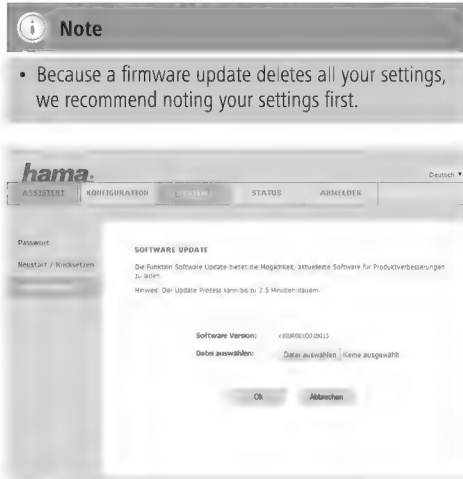 i Note
• Because a firmware update deletes all your settings,
we recommend noting your settings first.
hama.
Deutsch
ASSISTENT KONFIGURATION SYSTEM STATUS ANMELDEN
Passwort
SOFTWARE UPDATE
Neustart / Rücksetzen
Die Funktion Software Update bietet die Möglichkeit, aktuellste Software für Produktverbesserungen
zu laden.
Hinweis: Der Update Prozess kann bis zu 2.5 Minuten dauern.
Software Version:
Datei auswählen: Datei auswählen Keine ausgewählt
Ok Abbrechen